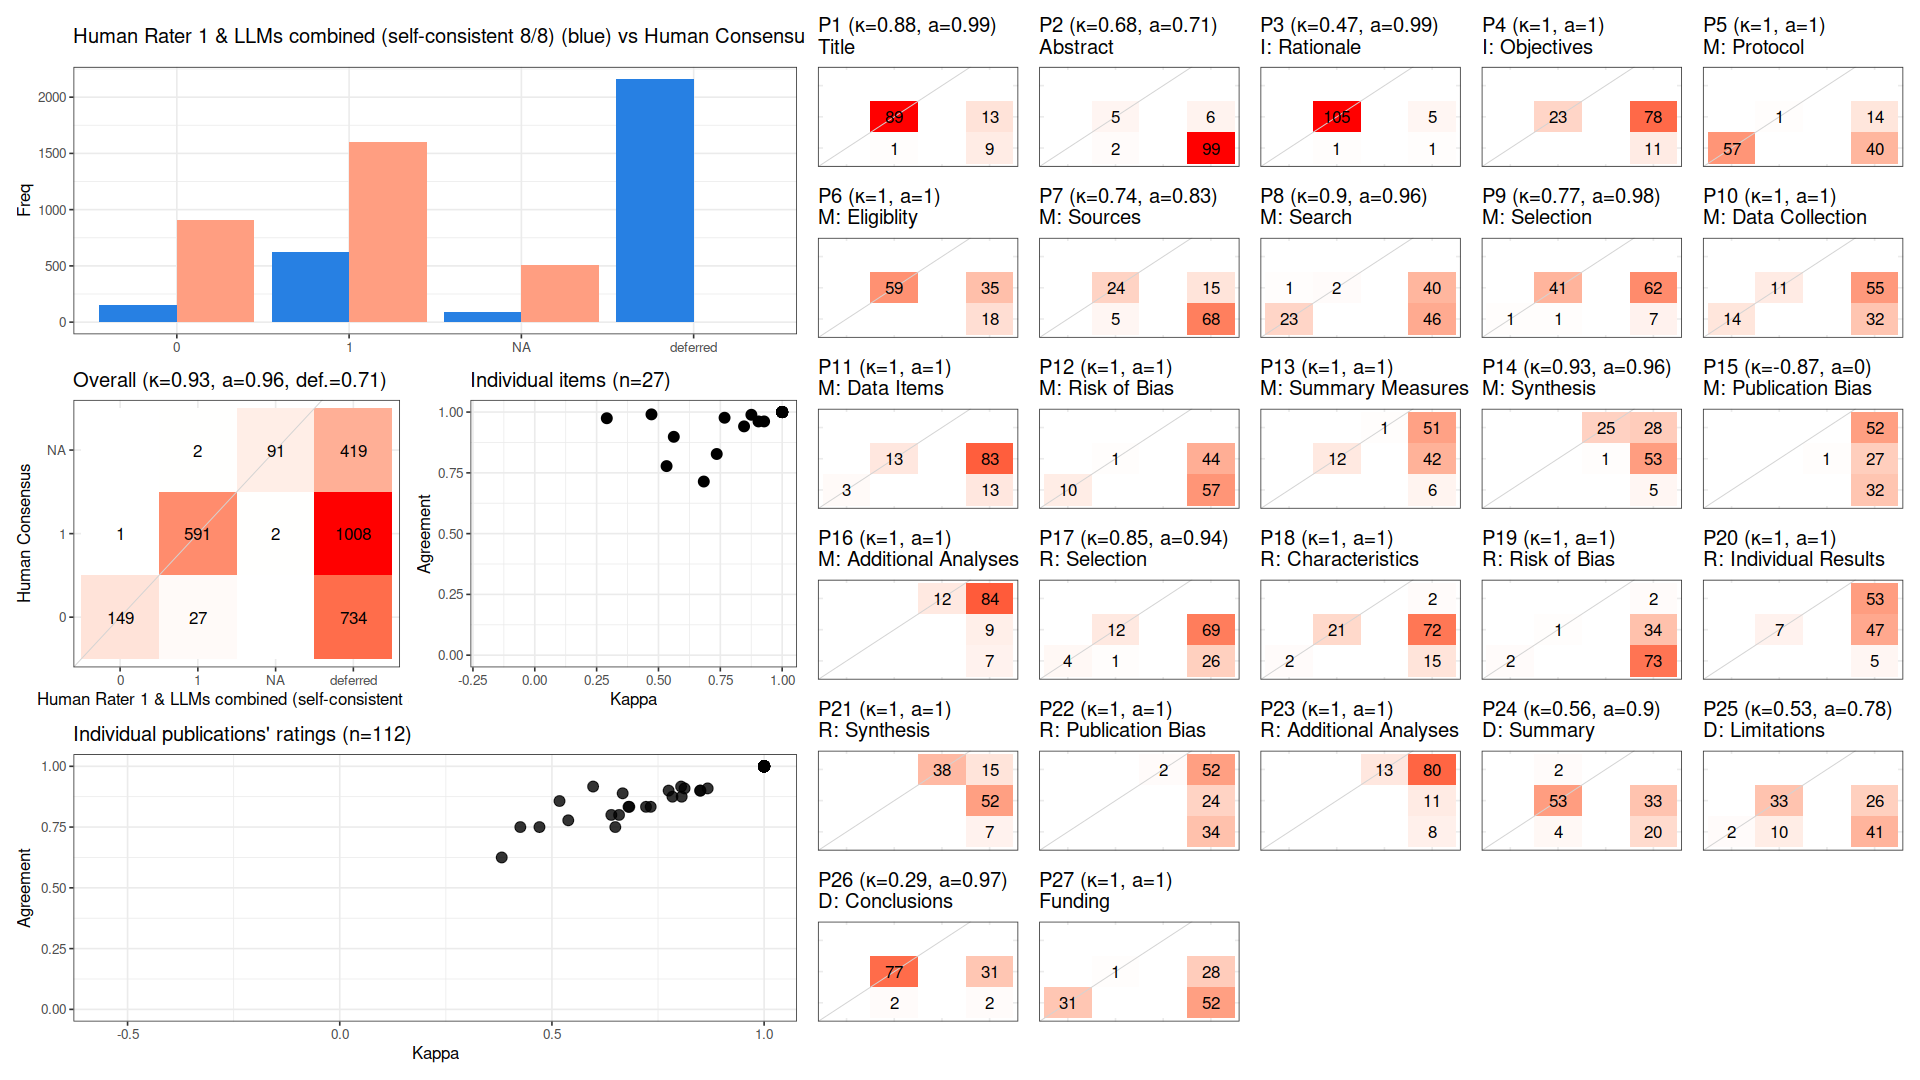 Human Rater 1 & LLMs combined (self-consistent 8/8) (blue) vs Human Consensu
Freq
2000
1500
1000
500
0
0 1 NA deferred
Overall (κ=0.93, a=0.96, def.=0.71)
Human Consensus
NA 2 91 419
1 1 591 2 1008
0 149 27 734
0 1 NA deferred
Human Rater 1 & LLMs combined (self-consistent
Individual items (n=27)
Agreement
1.00
0.75
0.50
0.25
0.00
-0.25 0.00 0.25 0.50 0.75 1.00
Kappa
Individual publications' ratings (n=112)
Agreement
1.00
0.75
0.50
0.25
0.00
-0.5 0.0 0.5 1.0
Kappa
P1 (κ=0.88, a=0.99)
Title
89 13
1 9
P2 (κ=0.68, a=0.71)
Abstract
5 6
2 99
P3 (κ=0.47, a=0.99)
I: Rationale
105 5
1 1
P4 (κ=1, a=1)
I: Objectives
23 78
11
P5 (κ=1, a=1)
M: Protocol
1 14
57 40
P6 (κ=1, a=1)
M: Eligiblity
59 35
18
P7 (κ=0.74, a=0.83)
M: Sources
24 15
5 68
P8 (κ=0.9, a=0.96)
M: Search
1 2 40
23 46
P9 (κ=0.77, a=0.98)
M: Selection
41 62
1 1 7
P10 (κ=1, a=1)
M: Data Collection
11 55
14 32
P11 (κ=1, a=1)
M: Data Items
13 83
3 13
P12 (κ=1, a=1)
M: Risk of Bias
1 44
10 57
P13 (κ=1, a=1)
M: Summary Measures
1 51
12 42
6
P14 (κ=0.93, a=0.96)
M: Synthesis
25 28
1 53
5
P15 (κ=-0.87, a=0)
M: Publication Bias
52
1 27
32
P16 (κ=1, a=1)
M: Additional Analyses
12 84
9
7
P17 (κ=0.85, a=0.94)
R: Selection
12 69
4 1 26
P18 (κ=1, a=1)
R: Characteristics
2
21 72
2 15
P19 (κ=1, a=1)
R: Risk of Bias
2
1 34
2 73
P20 (κ=1, a=1)
R: Individual Results
53
7 47
5
P21 (κ=1, a=1)
R: Synthesis
38 15
52
7
P22 (κ=1, a=1)
R: Publication Bias
2 52
24
34
P23 (κ=1, a=1)
R: Additional Analyses
13 80
11
8
P24 (κ=0.56, a=0.9)
D: Summary
2
53 33
4 20
P25 (κ=0.53, a=0.78)
D: Limitations
33 26
2 10 41
P26 (κ=0.29, a=0.97)
D: Conclusions
77 31
2 2
P27 (κ=1, a=1)
Funding
1 28
31 52